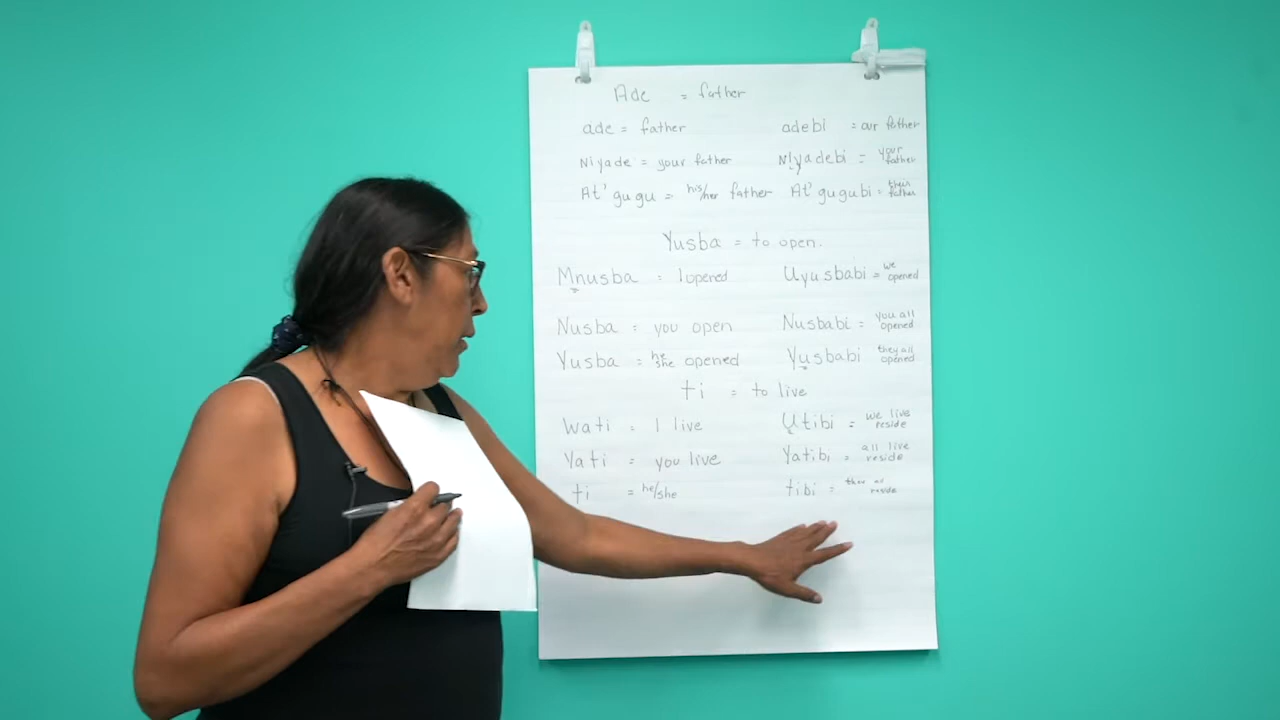 Ade = father
ade = father adebi = our father
Niyade = your father Niyadebi = your father
At' gu gu = his/her father At' gugubi = their father
Yusba = to open.
Mnusba = I opened Uyusbabi = we opened
Nusba = you open Nusbabi = you all opened
Yusba = he she opened Yusbabi they all opened
ti = to live
Wati = I live Utibi = we live reside
Yati = you live Yatibi = all live reside
ti = he/she tibi = reside